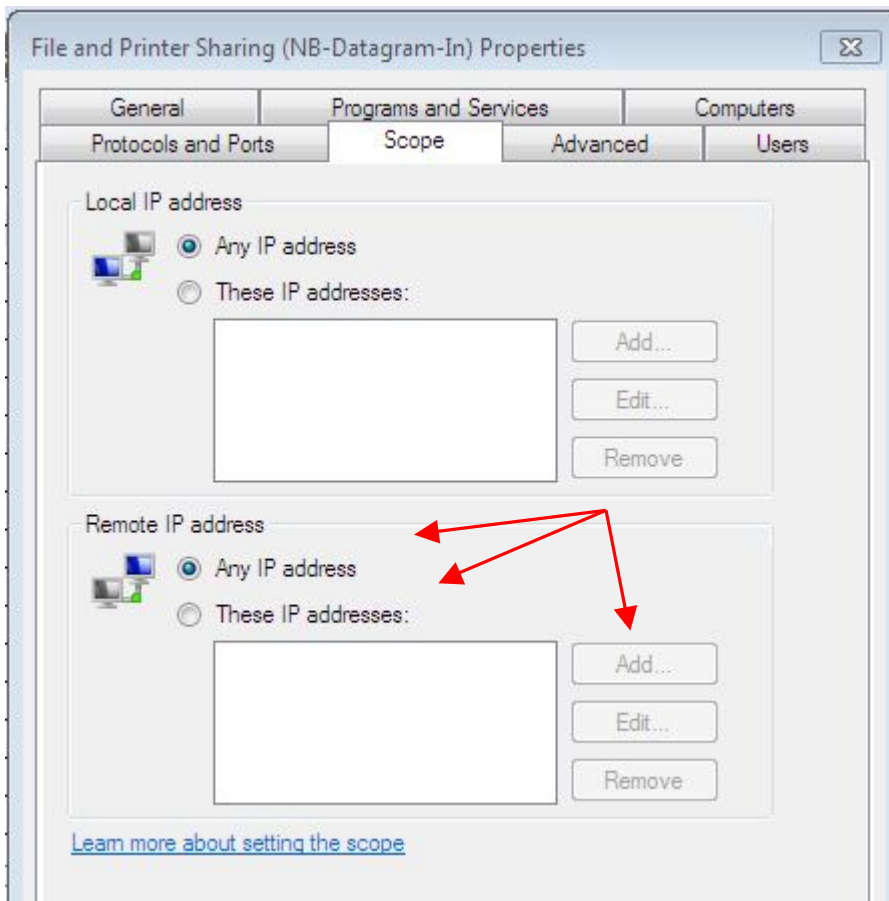 File and Printer Sharing (NB-Datagram-In) Properties
General
Programs and Services
Computers
Protocols and Ports
Scope
Advanced
Users
Local IP address
Any IP address
These IP addresses:
Add...
Edit...
Remove
Remote IP address
Any IP address
These IP addresses:
Add...
Edit...
Remove
Learn more about setting the scope